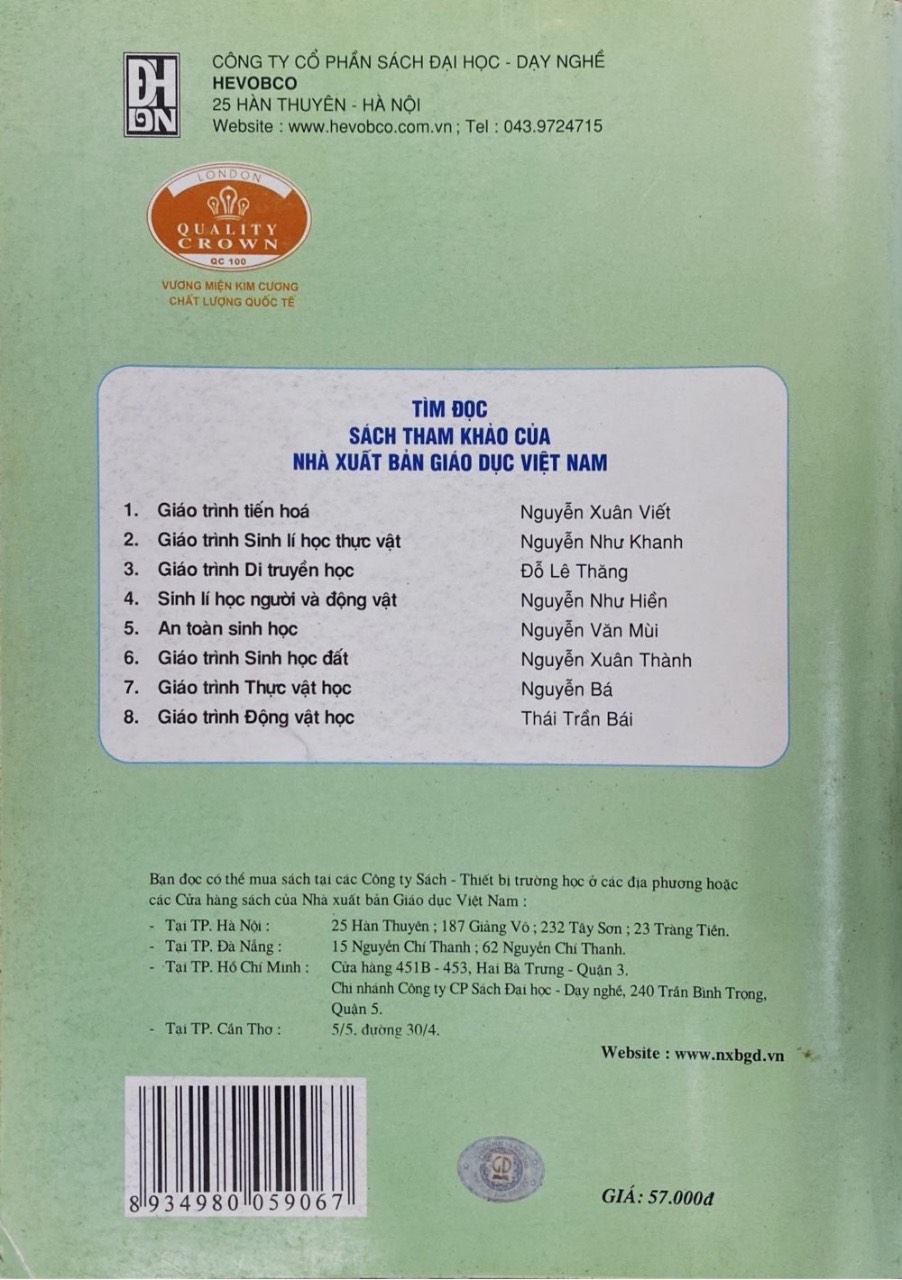 ĐH
DN
CÔNG TY CỔ PHẦN SÁCH ĐẠI HỌC - DẠY NGHỀ
HEVOBCO
25 HÀN THUYÊN - HÀ NỘI
Website : www.hevobco.com.vn ; Tel : 043.9724715
LONDON
QUALITY
CROWN
QC 100
VƯƠNG MIỆN KIM CƯƠNG
CHẤT LƯỢNG QUỐC TẾ
TÌM ĐỌC
SÁCH THAM KHẢO CỦA
NHÀ XUẤT BẢN GIÁO DỤC VIỆT NAM
1. Giáo trình tiến hoá Nguyễn Xuân Viết
2. Giáo trình Sinh lí học thực vật Nguyễn Như Khanh
3. Giáo trình Di truyền học Đỗ Lê Thăng
4. Sinh lí học người và động vật Nguyễn Như Hiền
5. An toàn sinh học Nguyễn Văn Mùi
6. Giáo trình Sinh học đất Nguyễn Xuân Thành
7. Giáo trình Thực vật học Nguyễn Bá
8. Giáo trình Động vật học Thái Trần Bái
Bạn đọc có thể mua sách tại các Công ty Sách - Thiết bị trường học ở các địa phương hoặc
các Cửa hàng sách của Nhà xuất bản Giáo dục Việt Nam :
- Tại TP. Hà Nội : 25 Hàn Thuyên ; 187 Giảng Võ ; 232 Tây Sơn ; 23 Tràng Tiền.
- Tại TP. Đà Nẵng : 15 Nguyễn Chí Thanh ; 62 Nguyễn Chí Thanh.
- Tại TP. Hồ Chí Minh : Cửa hàng 451B - 453, Hai Bà Trưng - Quận 3.
Chi nhánh Công ty CP Sách Đại học - Dạy nghề, 240 Trần Bình Trọng,
Quận 5.
- Tại TP. Cần Thơ : 5/5, đường 30/4.
Website : www.nxbgd.vn
8 934980 059067
GD
GIÁ: 57.000đ